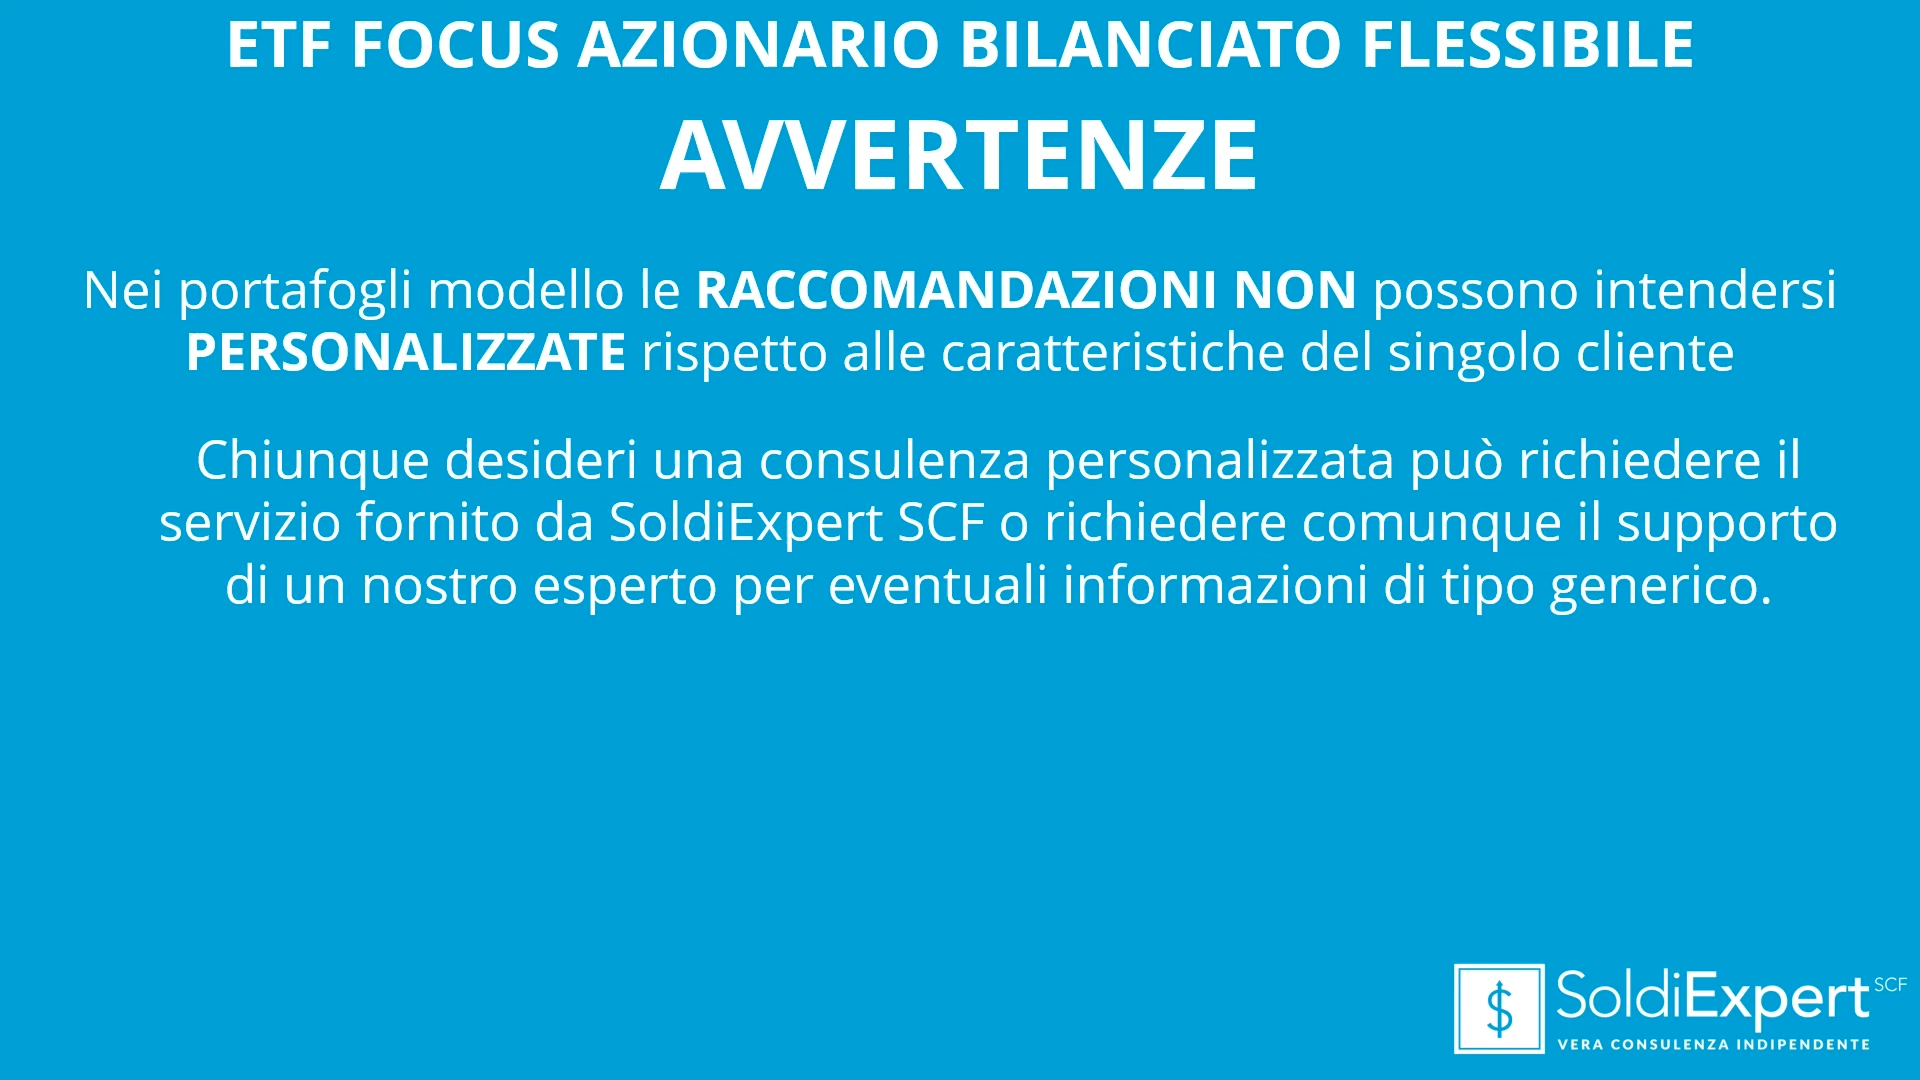 ETF FOCUS AZIONARIO BILANCIATO FLESSIBILE
AVVERTENZE
Nei portafogli modello le RACCOMANDAZIONI NON possono intendersi
PERSONALIZZATE rispetto alle caratteristiche del singolo cliente
Chiunque desideri una consulenza personalizzata può richiedere il
servizio fornito da SoldiExpert SCF o richiedere comunque il supporto
di un nostro esperto per eventuali informazioni di tipo generico.
$ SoldiExpert SCF
VERA CONSULENZA INDIPENDENTE